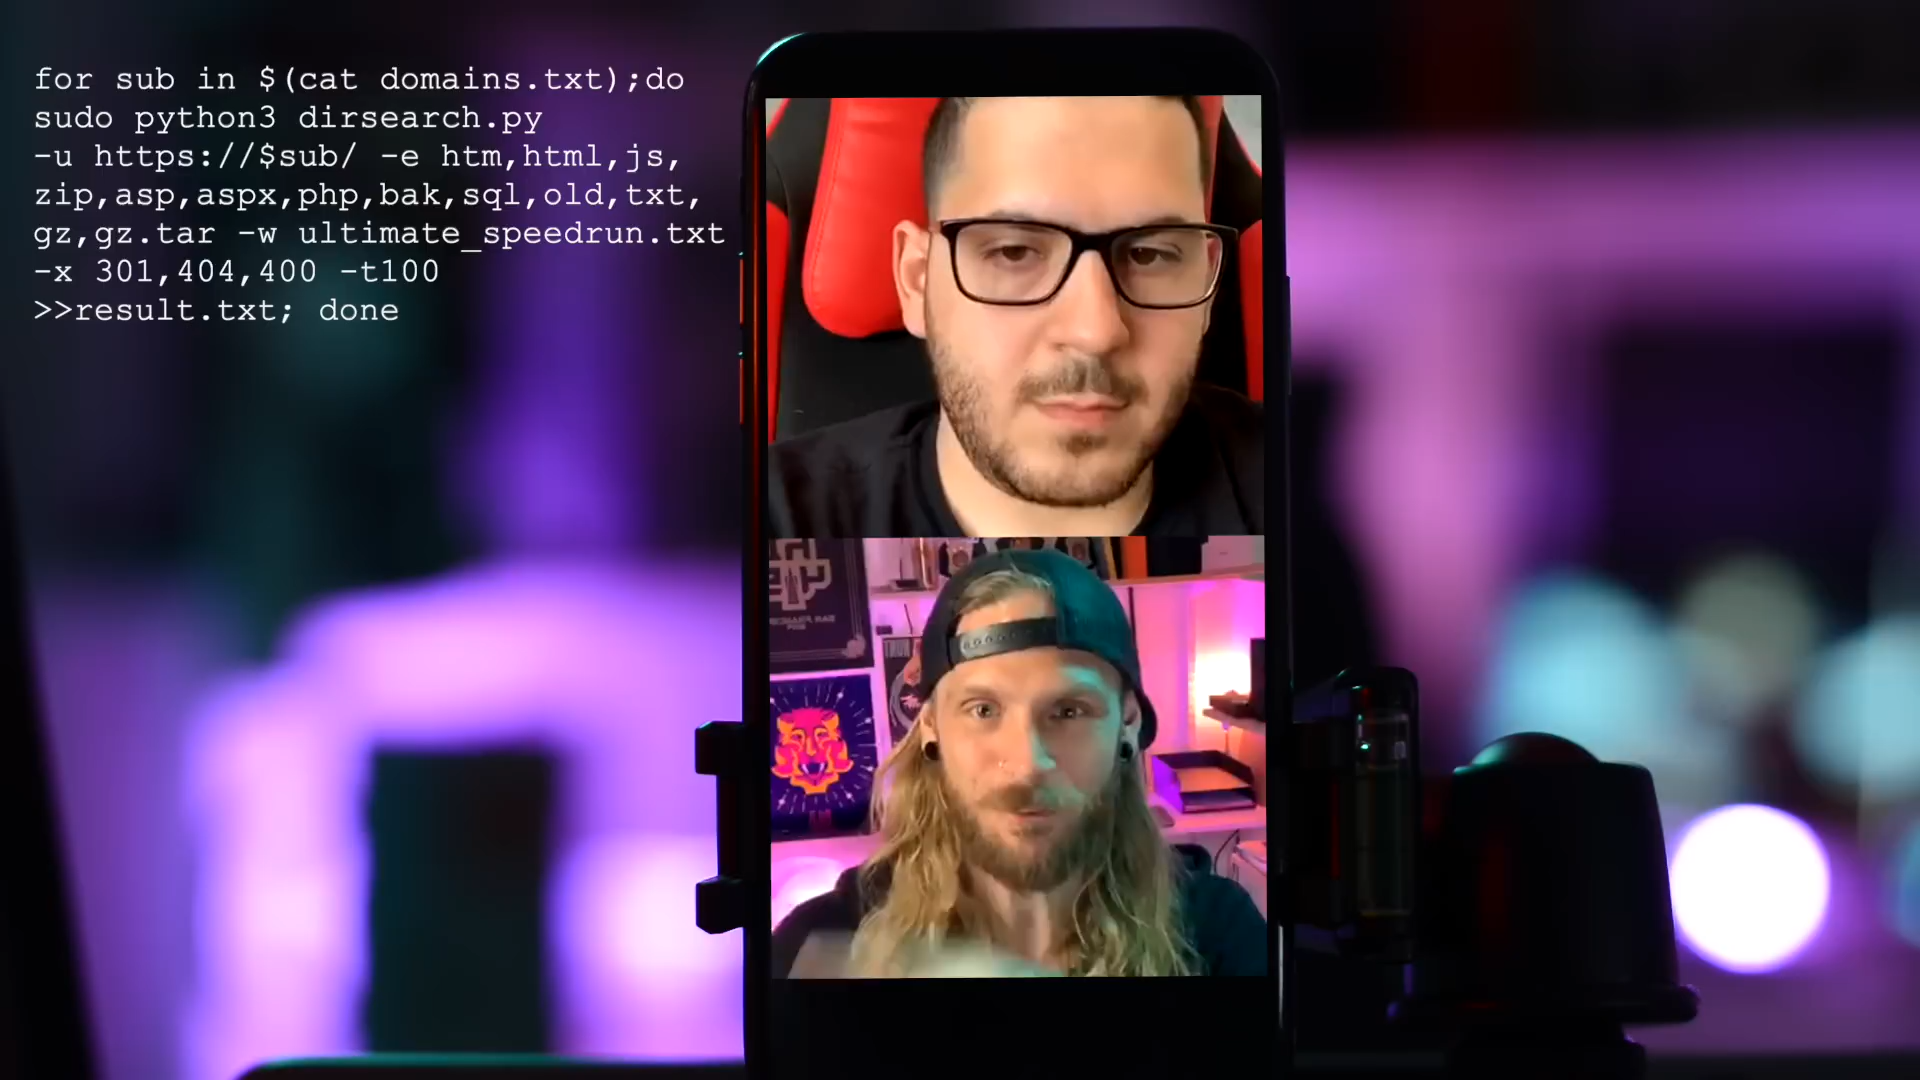 for sub in $(cat domains.txt);do
sudo python3 dirsearch.py
-u https://$sub/ -e htm,html,js,
zip,asp,aspx,php,bak,sql,old,txt,
gz,gz.tar -w ultimate_speedrun.txt
-x 301,404,400 -t100
>>result.txt; done